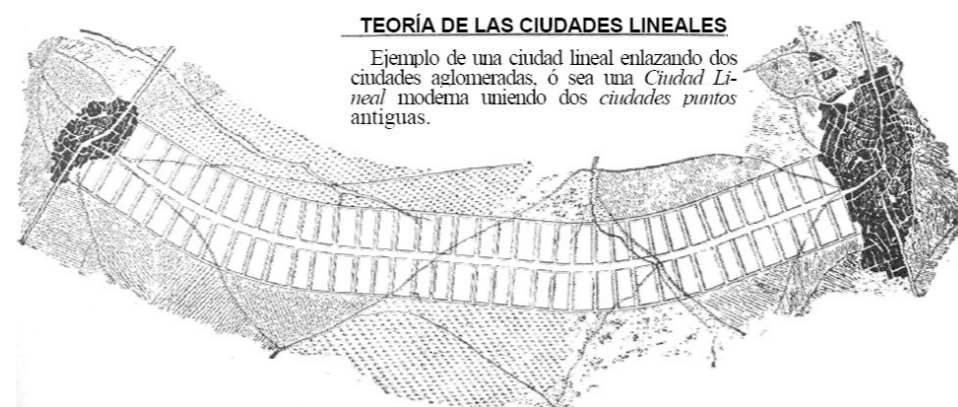 TEORÍA DE LAS CIUDADES LINEALES
Ejemplo de una ciudad lineal enlazando dos
ciudades aglomeradas, ó sea una Ciudad Li-
neal moderna uniendo dos ciudades puntos
antiguas.